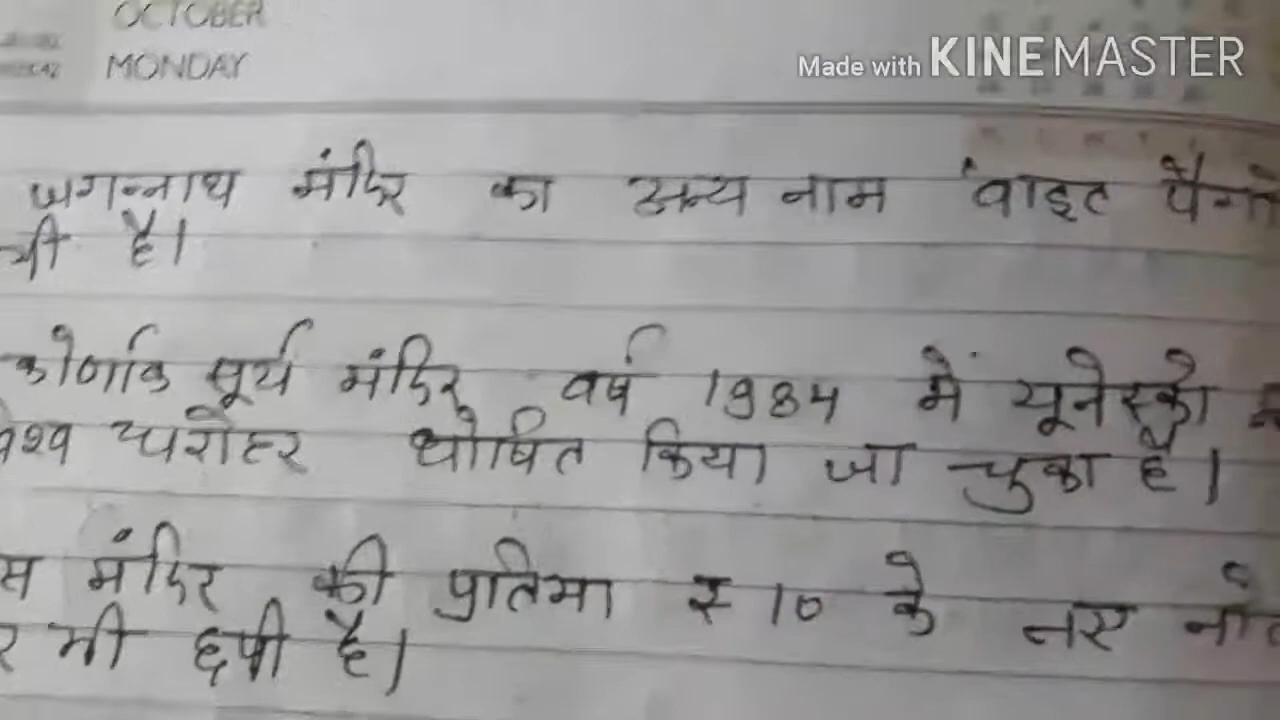 OCTOBER
MONDAY
Made with KINEMASTER
जगन्नाथ मंदिर का अन्य नाम 'वाइट
भी है।
कोणार्क सूर्य मंदिर वर्ष 1984 में यूनेस्को
धरोहर घोषित किया जा चुका है।
मंदिर की प्रतिमा ₹10 के नए
भी छपी है।